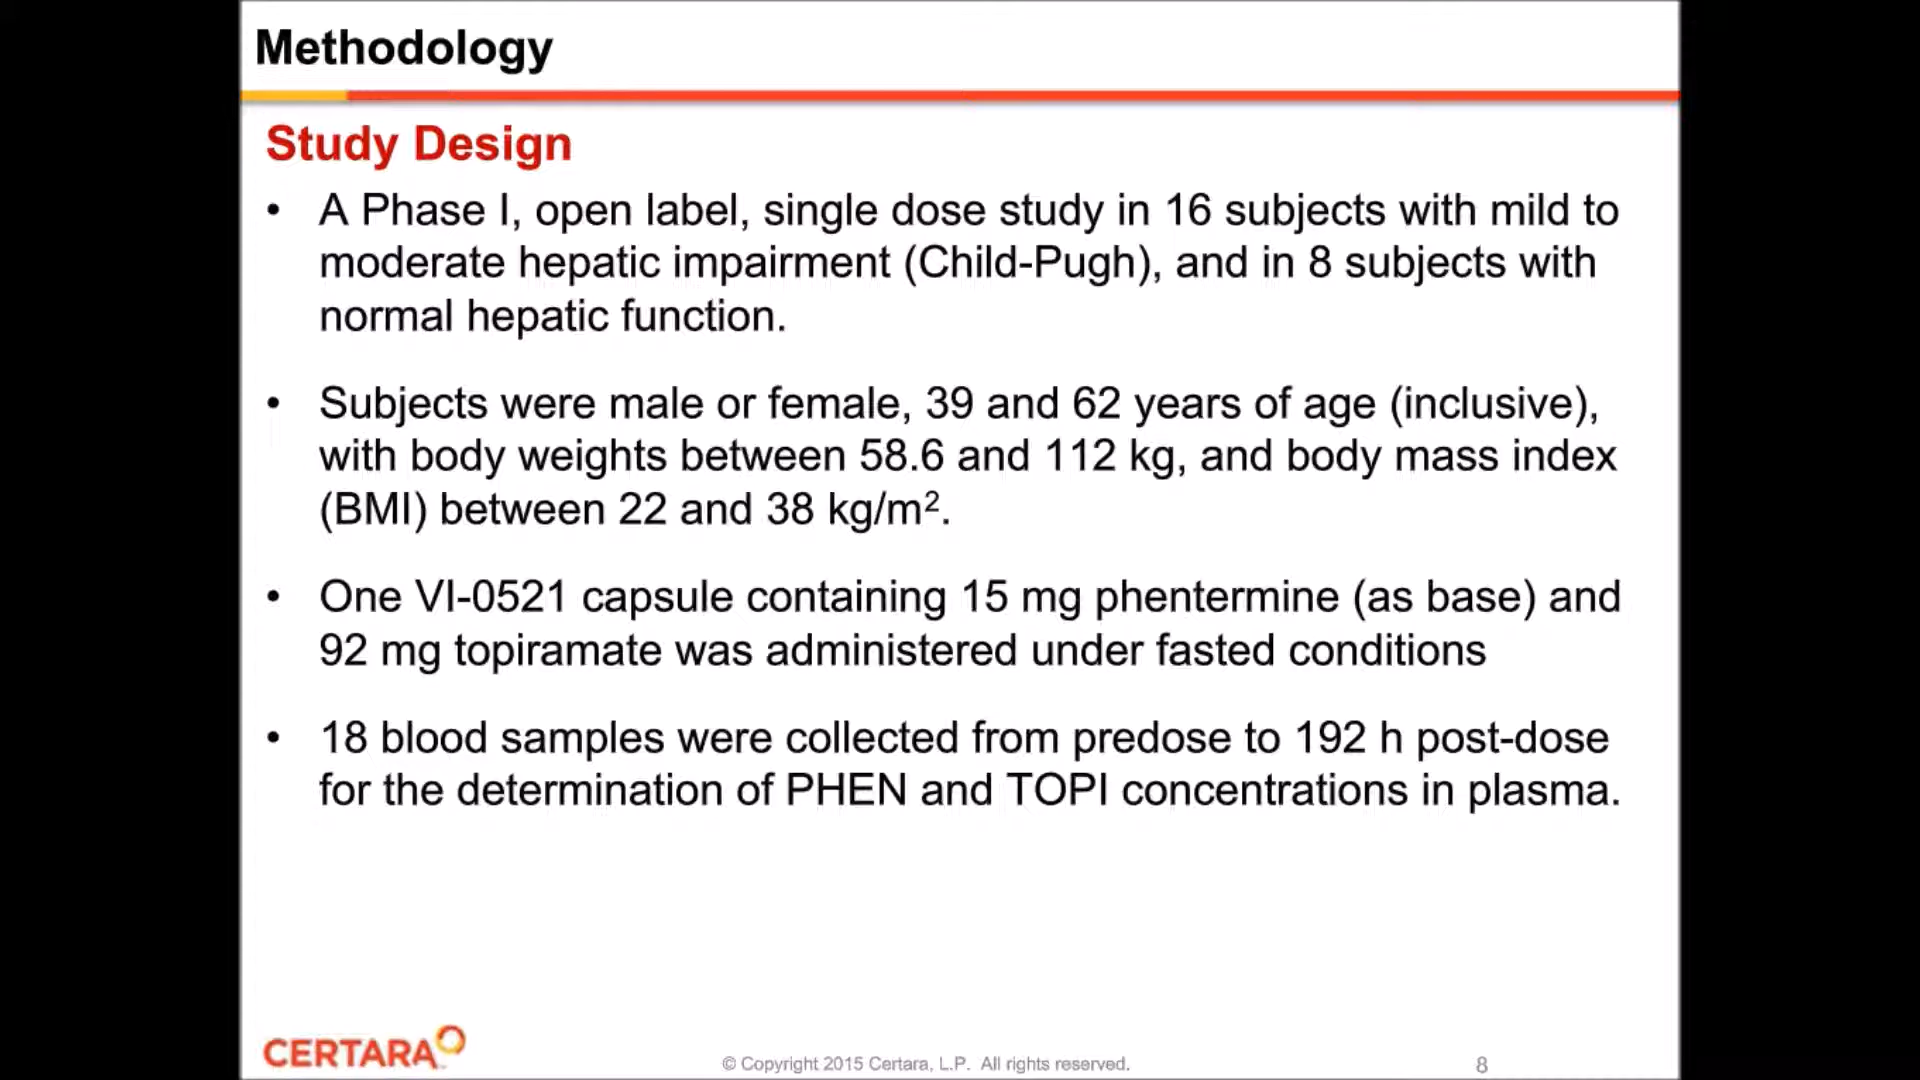 Methodology
Study Design
• A Phase I, open label, single dose study in 16 subjects with mild to
moderate hepatic impairment (Child-Pugh), and in 8 subjects with
normal hepatic function.
• Subjects were male or female, 39 and 62 years of age (inclusive),
with body weights between 58.6 and 112 kg, and body mass index
(BMI) between 22 and 38 kg/m².
• One VI-0521 capsule containing 15 mg phentermine (as base) and
92 mg topiramate was administered under fasted conditions
• 18 blood samples were collected from predose to 192 h post-dose
for the determination of PHEN and TOPI concentrations in plasma.
CERTARA
© Copyright 2015 Certara, L.P. All rights reserved.
8